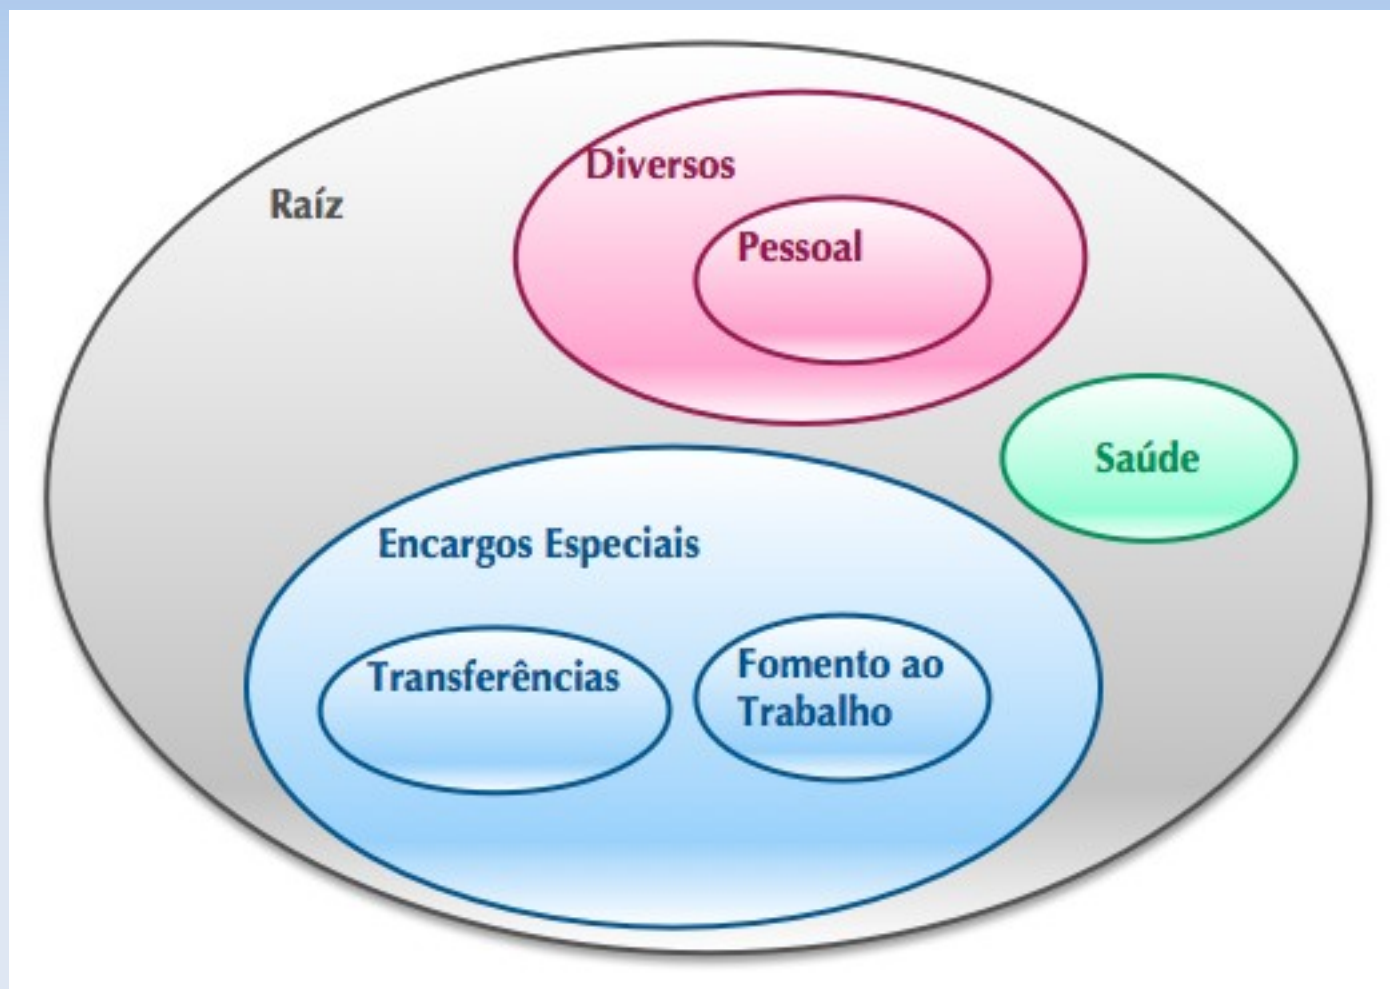 Diversos
Raíz
Pessoal
Saúde
Encargos Especiais
Transferências
Fomento ao
Trabalho